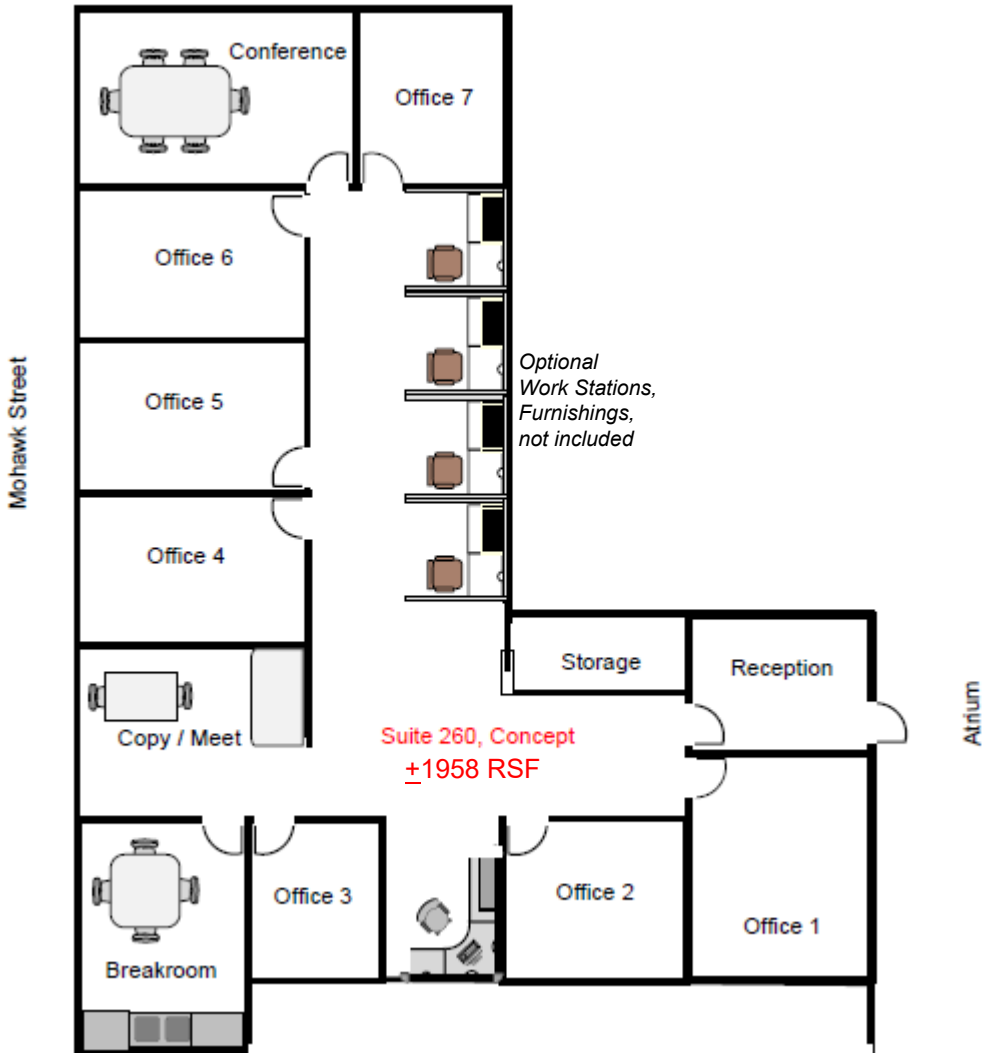 Conference
Office 7
Office 6
Mohawk Street
Office 5
Optional
Work Stations,
Furnishings,
not included
Office 4
Storage
Reception
Atrium
Copy / Meet
Suite 260, Concept
±1958 RSF
Office 3
Office 2
Office 1
Breakroom